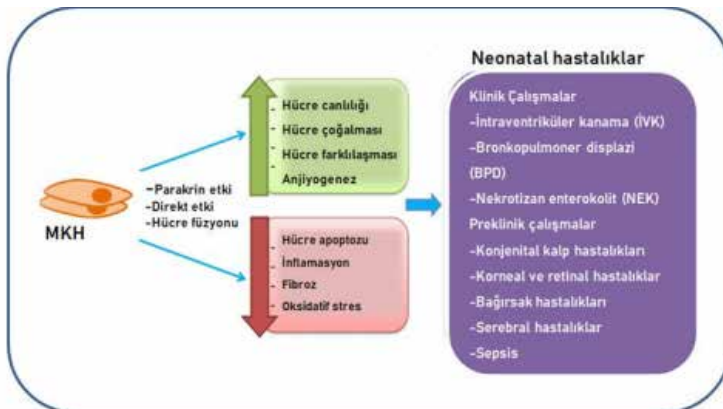 MKH
-Parakrin etki
-Direkt etki
-Hücre füzyonu
- Hücre canlılığı
- Hücre çoğalması
- Hücre farklılaşması
- Anjiyogenez
- Hücre apoptozu
- İnflamasyon
- Fibroz
- Oksidatif stres
Neonatal hastalıklar
Klinik Çalışmalar
-İntraventriküler kanama (İVK)
-Bronkopulmoner displazi
(BPD)
-Nekrotizan enterokolit (NEK)
Preklinik çalışmalar
-Konjenital kalp hastalıkları
-Korneal ve retinal hastalıklar
-Bağırsak hastalıkları
-Serebral hastalıklar
-Sepsis